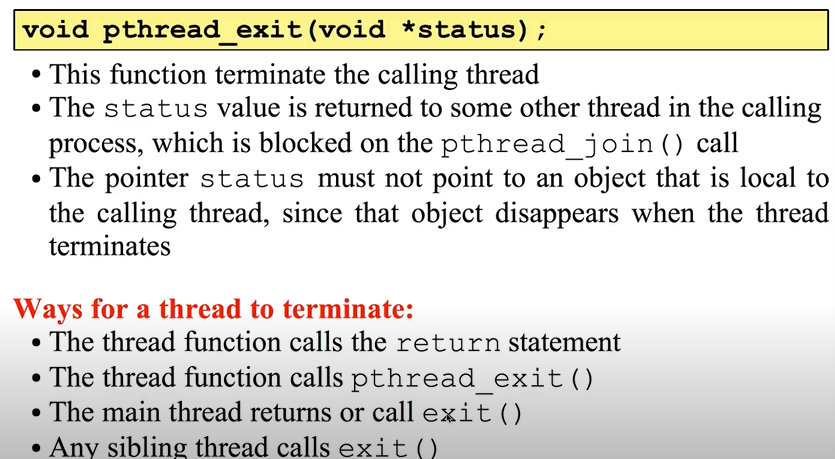 void pthread_exit(void *status);
• This function terminate the calling thread
• The status value is returned to some other thread in the calling
process, which is blocked on the pthread_join() call
• The pointer status must not point to an object that is local to
the calling thread, since that object disappears when the thread
terminates
Ways for a thread to terminate:
• The thread function calls the return statement
• The thread function calls pthread_exit()
• The main thread returns or call exit()
• Any sibling thread calls exit()